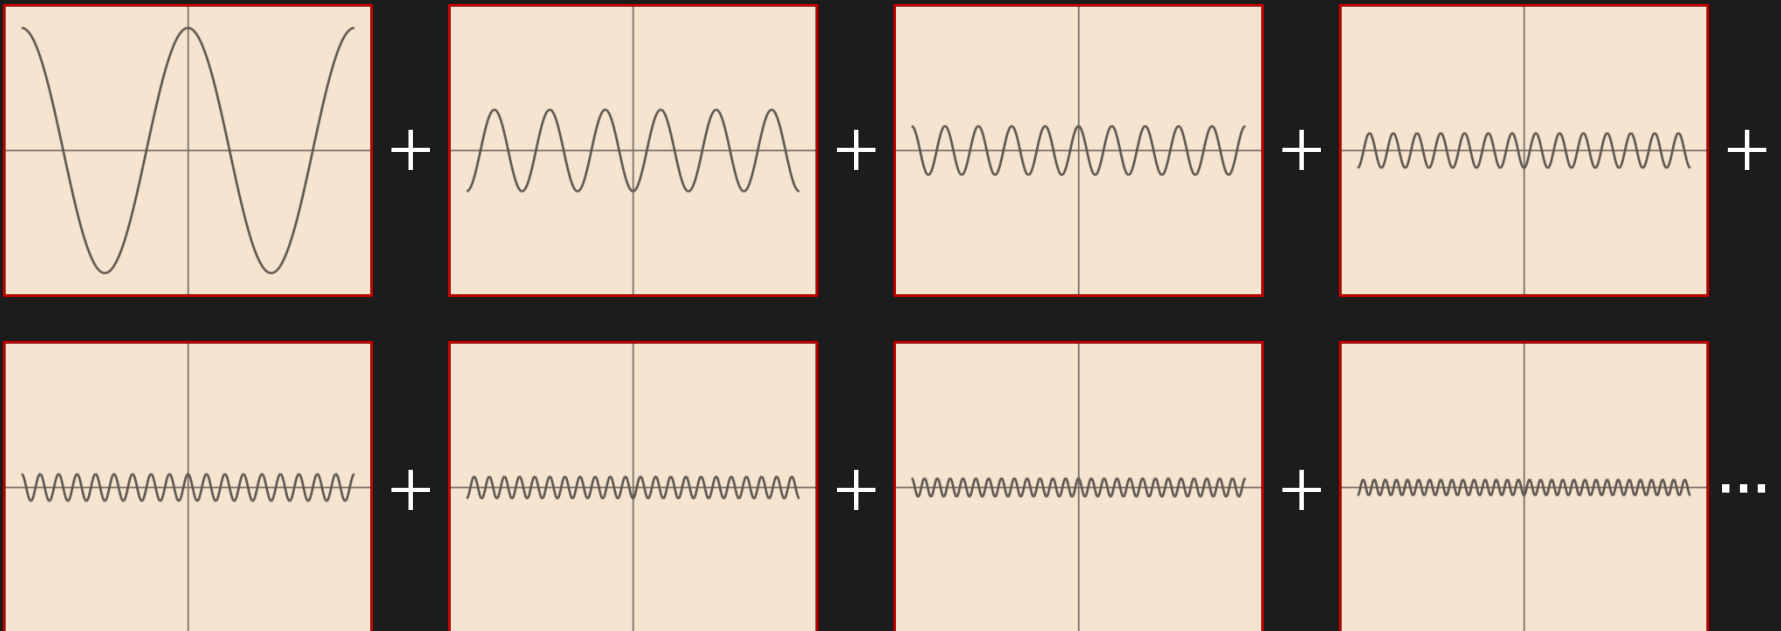 + + + +
+ + + ...